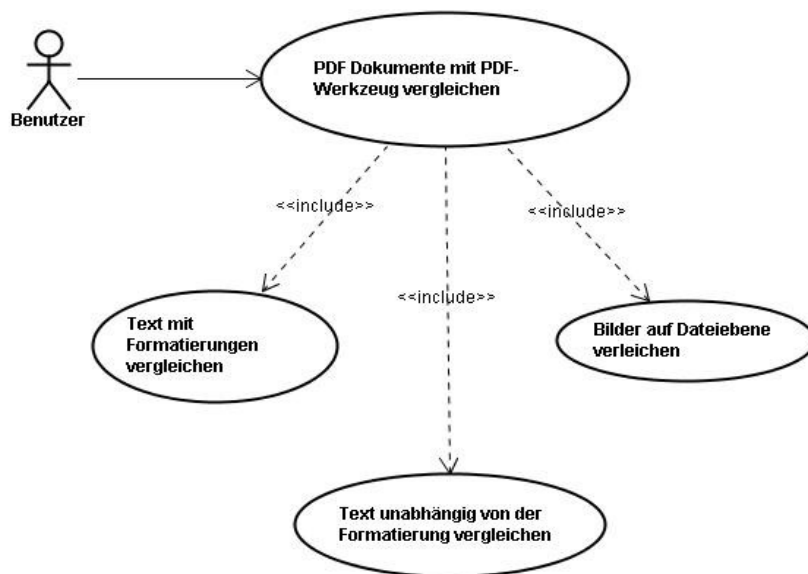 PDF Dokumente mit PDF-
Werkzeug vergleichen
Benutzer
<<include>>
<<include>>
<<include>>
Text mit
Formatierungen
vergleichen
Bilder auf Dateiebene
verleichen
Text unabhängig von der
Formatierung vergleichen